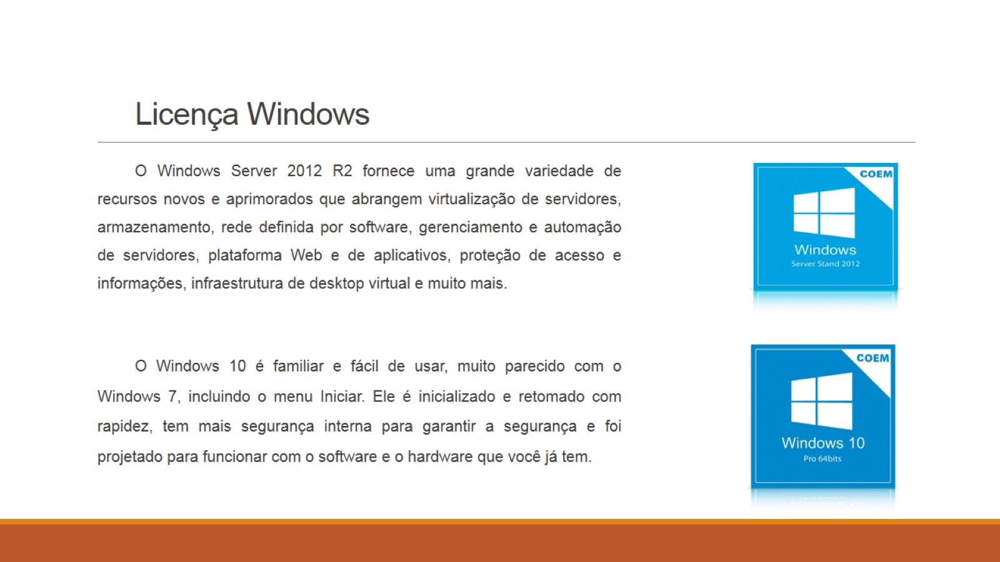 Licença Windows
O Windows Server 2012 R2 fornece uma grande variedade de
recursos novos e aprimorados que abrangem virtualização de servidores,
armazenamento, rede definida por software, gerenciamento e automação
de servidores, plataforma Web e de aplicativos, proteção de acesso e
informações, infraestrutura de desktop virtual e muito mais.
COEM
Windows
Server Stand 2012
O Windows 10 é familiar e fácil de usar, muito parecido com o
Windows 7, incluindo o menu Iniciar. Ele é inicializado e retomado com
rapidez, tem mais segurança interna para garantir a segurança e foi
projetado para funcionar com o software e o hardware que você já tem.
COEM
Windows 10
Pro 64bits